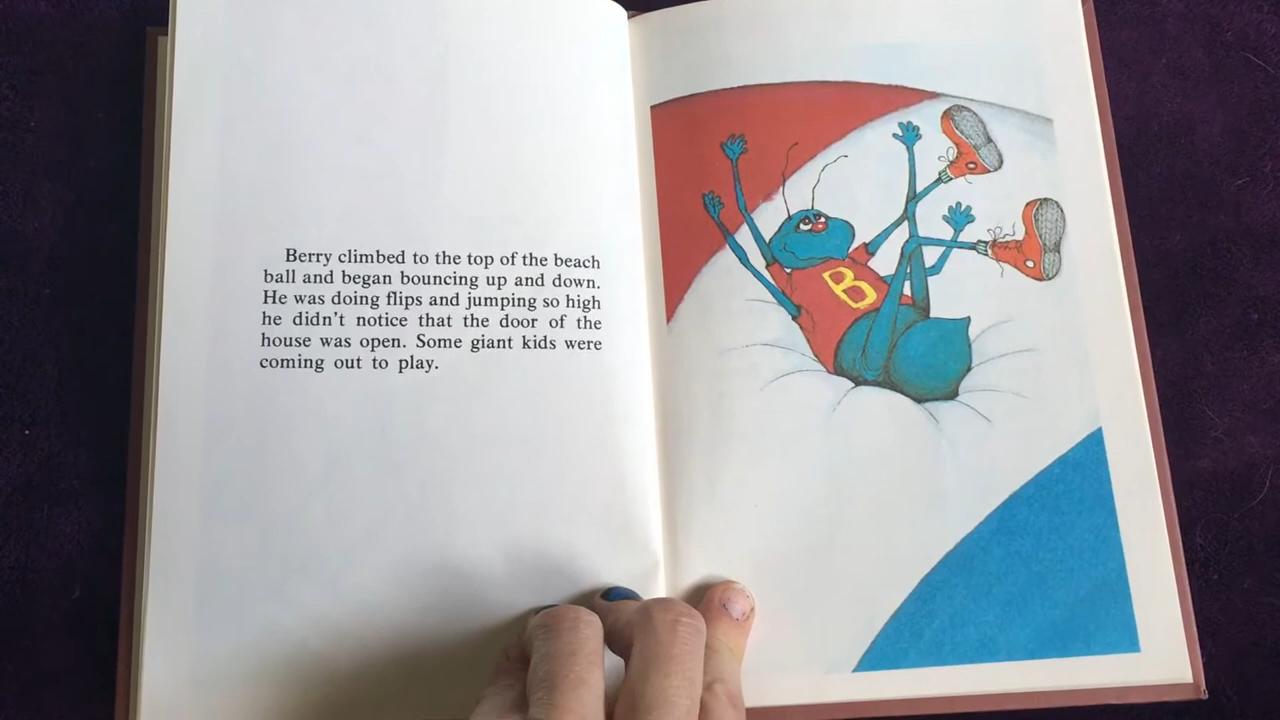 Berry climbed to the top of the beach
ball and began bouncing up and down.
He was doing flips and jumping so high
he didn't notice that the door of the
house was open. Some giant kids were
coming out to play.
B